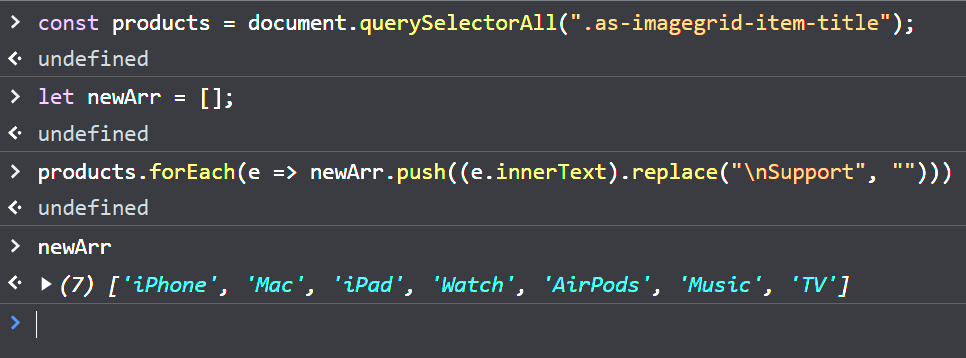 > const products = document.querySelectorAll(".as-imagegrid-item-title");
undefined
> let newArr = [];
undefined
> products.forEach(e => newArr.push((e.innerText).replace("\nSupport", "")))
undefined
> newArr
▶ (7) ['iPhone', 'Mac', 'iPad', 'Watch', 'AirPods', 'Music', 'TV']
>